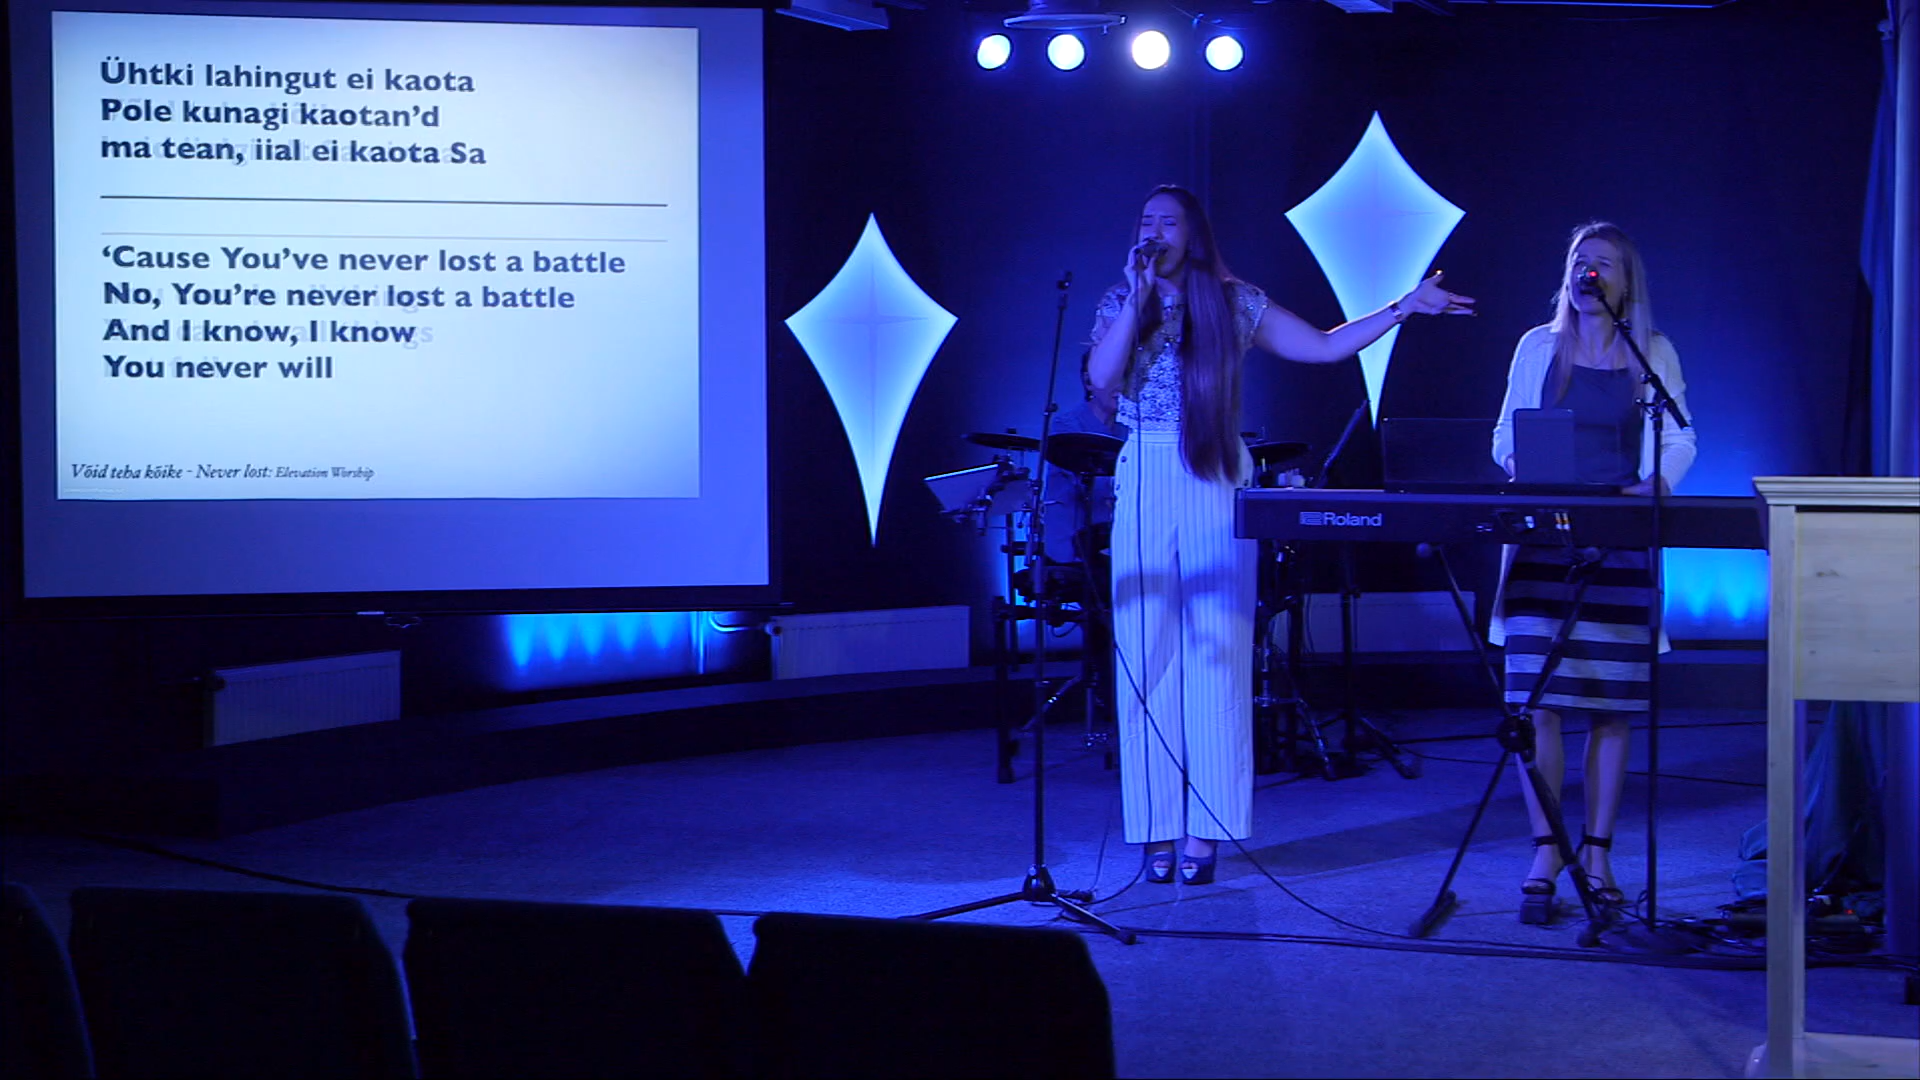 Ühtki lahingut ei kaota
Pole kunagi kaotan’d
ma tean, iial ei kaota Sa
‘Cause You’ve never lost a battle
No, You’re never lost a battle
And I know, I know
You never will
Võid teha kõike - Never lost: Elevation Worship
Roland